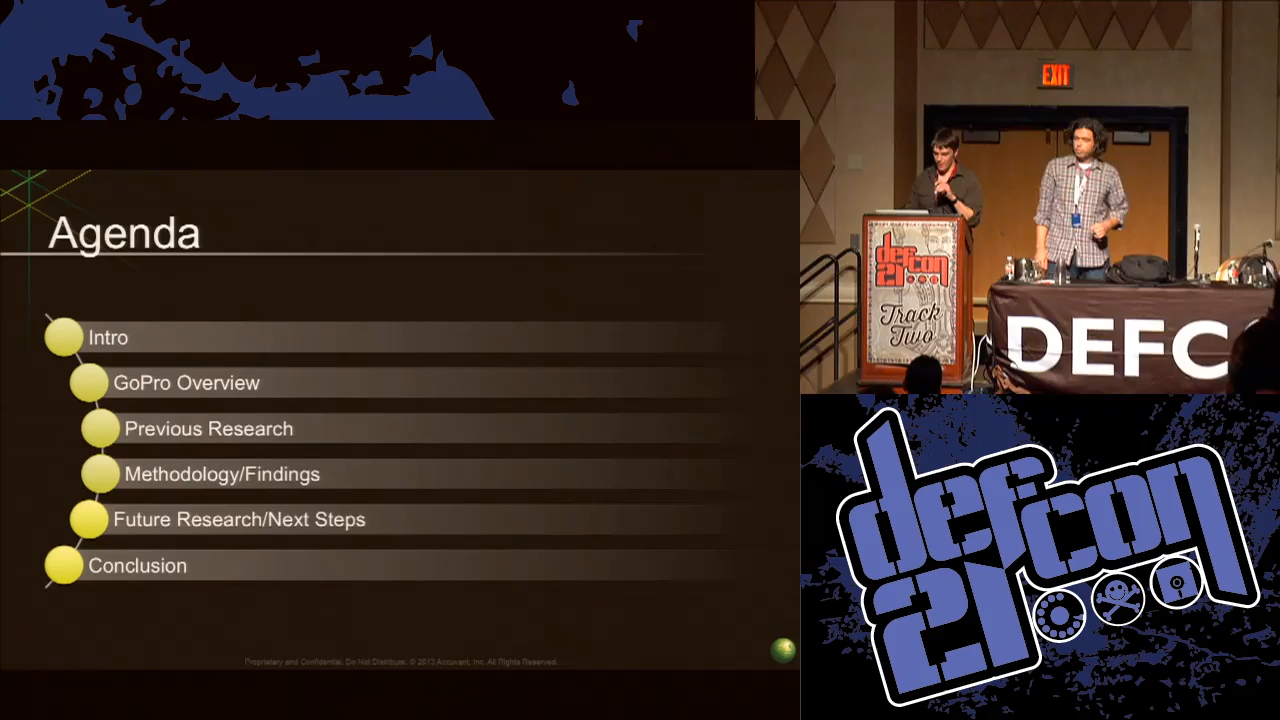 Agenda
Intro
GoPro Overview
Previous Research
Methodology/Findings
Future Research/Next Steps
Conclusion
Proprietary and Confidential. Do Not Distribute. © 2013 Accuvant, Inc. All Rights Reserved.
EXIT
defcon
21
Track
Two
DEFC
defcon
21